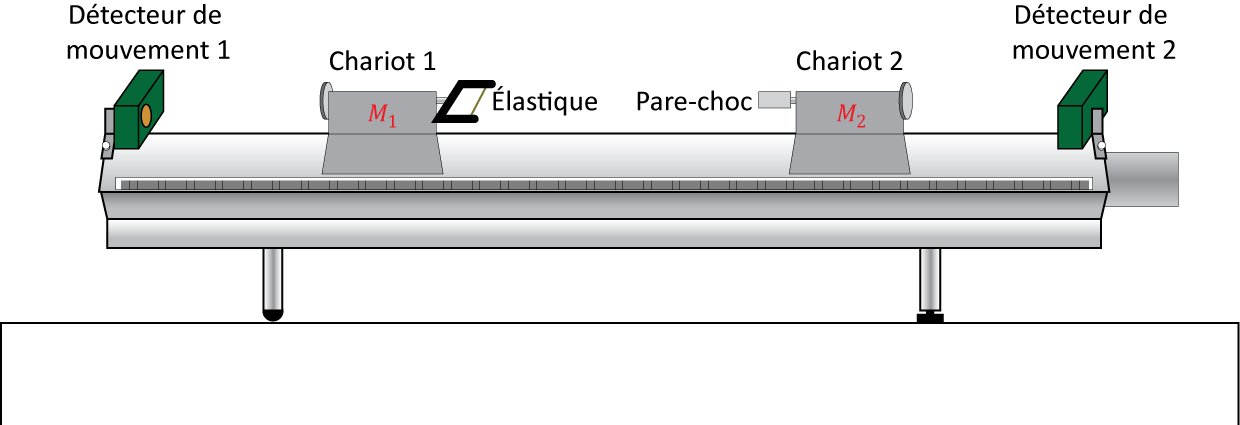 Détecteur de
mouvement 1
Détecteur de
mouvement 2
Chariot 1
Chariot 2
Élastique
Pare-choc
M₁
M₂